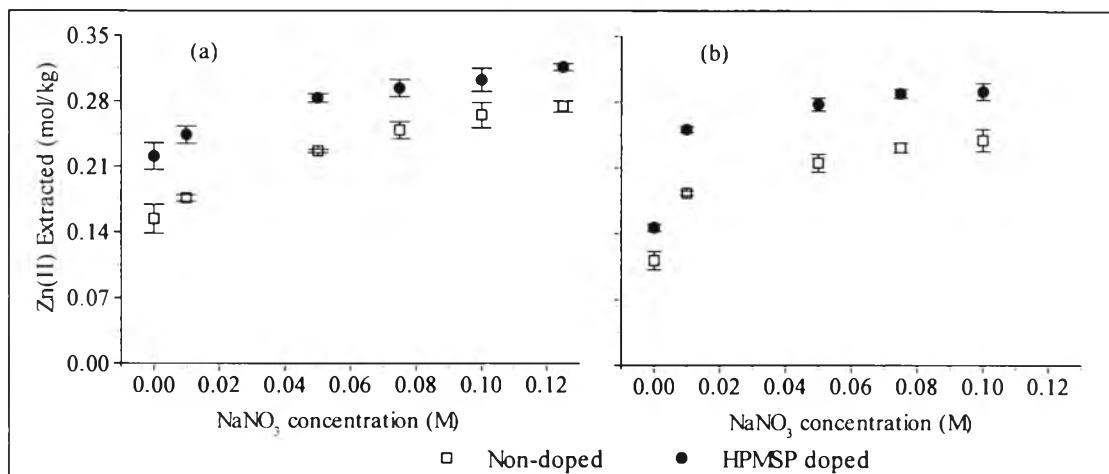 (a)
(b)
Zn(II) Extracted (mol/kg)
0.35
0.28
0.21
0.14
0.07
0.00
0.00 0.02 0.04 0.06 0.08 0.10 0.12
0.00 0.02 0.04 0.06 0.08 0.10 0.12
NaNO₃ concentration (M)
NaNO₃ concentration (M)
Non-doped
HPMSP doped